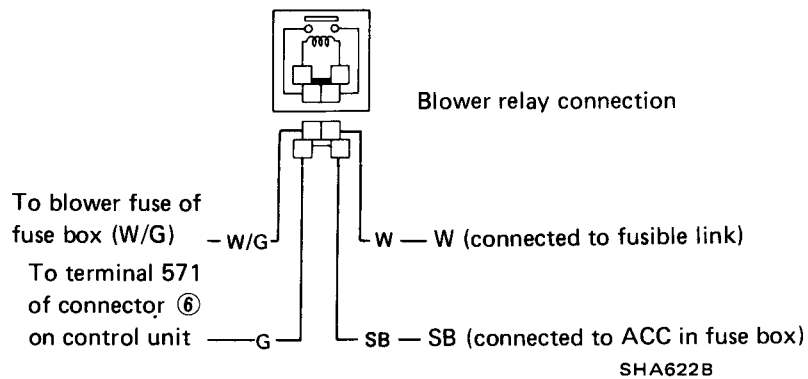 Blower relay connection
To blower fuse of
fuse box (W/G)
W/G
W — W (connected to fusible link)
To terminal 571
of connector ⑥
on control unit
G
SB — SB (connected to ACC in fuse box)
SHA622B